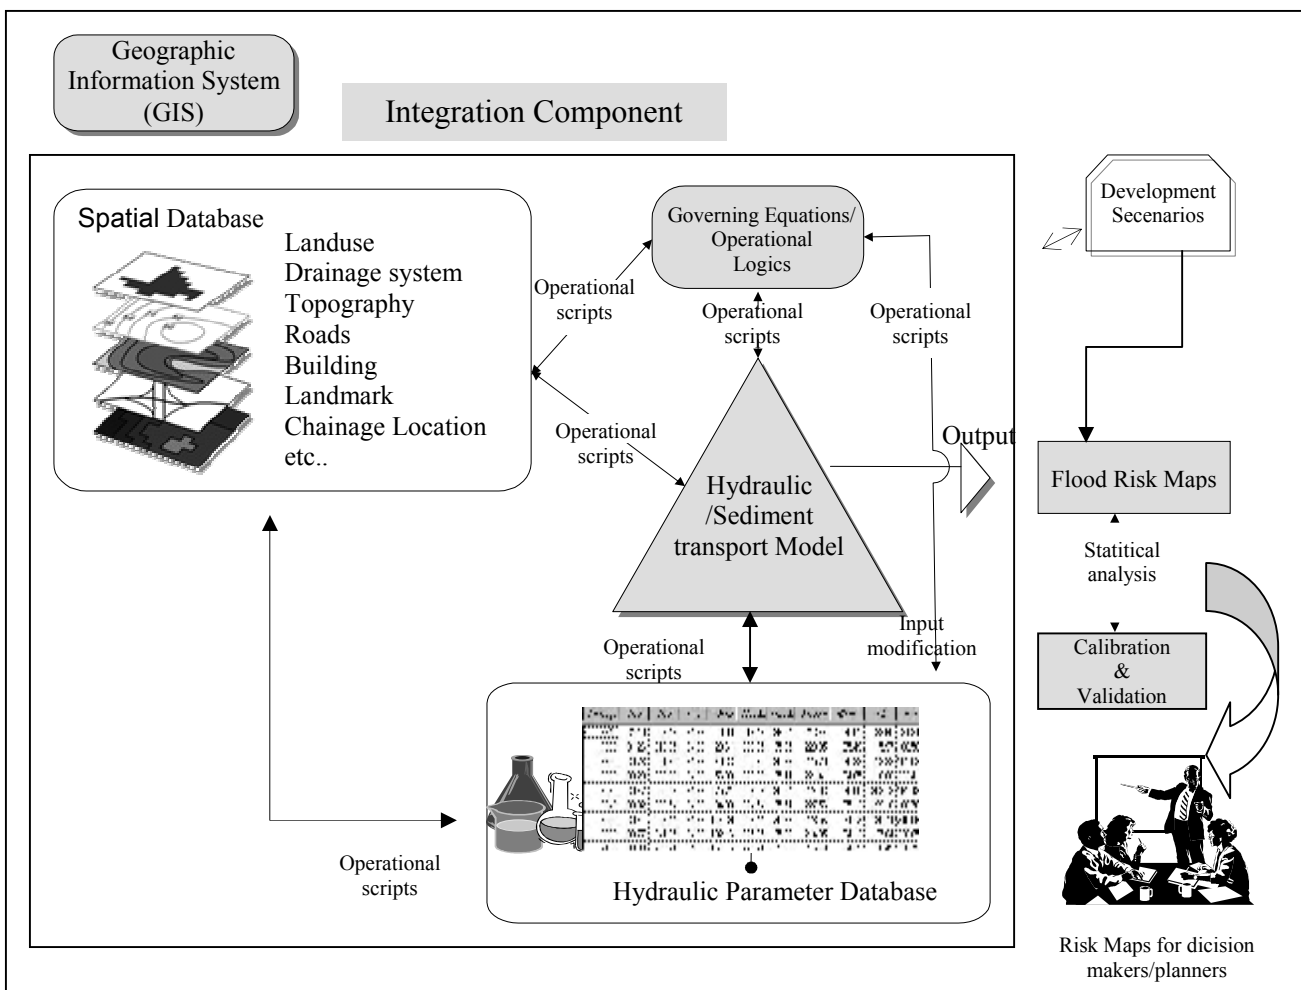 Geographic
Information System
(GIS)
Integration Component
Spatial Database
Landuse
Drainage system
Topography
Roads
Building
Landmark
Chainage Location
etc..
Operational
scripts
Governing Equations/
Operational
Logics
Operational
scripts
Operational
scripts
Operational
scripts
Hydraulic
/Sediment
transport Model
Output
Operational
scripts
Input
modification
Operational
scripts
Hydraulic Parameter Database
Development
Secenarios
Flood Risk Maps
Statitical
analysis
Calibration
&
Validation
Risk Maps for dicision
makers/planners